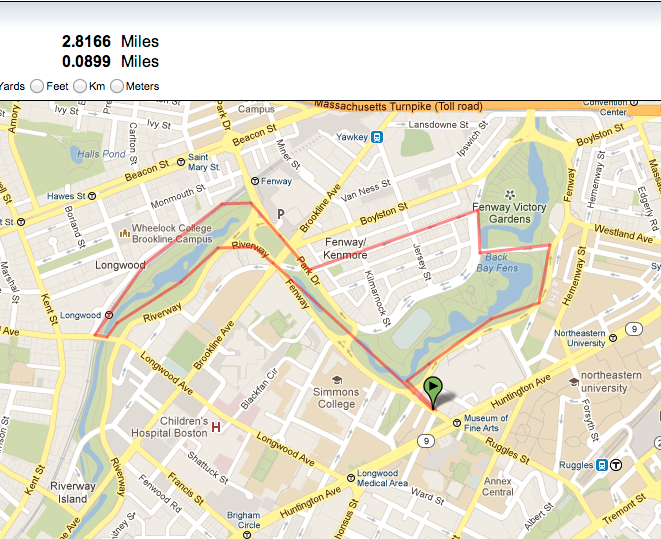 2.8166 Miles
0.0899 Miles
Yards Feet Km Meters
Massachusetts Turnpike (Toll road)
Convention
Center
Ivy St
Ivy St
Campus
Amory
Carlton St
Park Dr
Beacon St
Lansdowne St
Yawkey
Ipswich St
Boylston St
Halls Pond
Miner St
Saint
Mary St.
Beacon St
Fenway
Hemenway St
Hawes St
Monmouth St
Brookline Ave
Van Ness St
Edgerly Rd
Fenway
St
Borland St
P
Boylston St
Fenway Victory
Gardens
Wheelock College
Brookline Campus
Westland Ave
Riverway
Fenway/
Kenmore
Jersey St
Back
Bay Fens
Longwood
Marshal St
Park Dr
Kilmarnock St
Hemenway St
Kent St
Fenway
Longwood
Riverway
Northeastern
University
9
Brookline Ave
Longwood Ave
Blackfan Cir
Simmons
College
Huntington Ave
northeastern
university
Forsyth St
Children's
Hospital Boston
H
Museum of
Fine Arts
9
Ruggles St
Longwood Ave
Shattuck St
Ruggles
Kent St
Riverway
Francis St
Longwood
Medical Area
Riverway
Island
Fenwood Rd
Huntington Ave
Ward St
Annex
Central
Tremont St
Albert St
Brigham
Circle